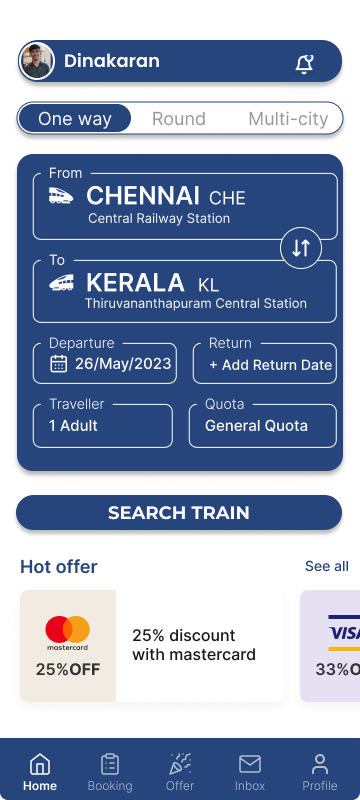 Dinakaran
One way Round Multi-city
From
CHENNAI CHE
Central Railway Station
To
KERALA KL
Thiruvananthapuram Central Station
Departure Return
26/May/2023 + Add Return Date
Traveller Quota
1 Adult General Quota
SEARCH TRAIN
Hot offer See all
mastercard
25%OFF
25% discount
with mastercard
VISA
33%O
Home Booking Offer Inbox Profile